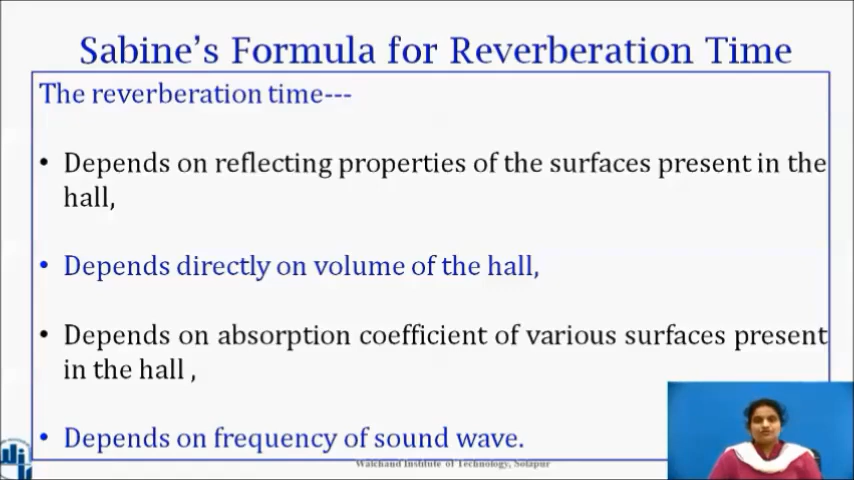 Sabine's Formula for Reverberation Time
The reverberation time---
• Depends on reflecting properties of the surfaces present in the
hall,
• Depends directly on volume of the hall,
• Depends on absorption coefficient of various surfaces present
in the hall ,
• Depends on frequency of sound wave.
Walchand Institute of Technology, Solapur